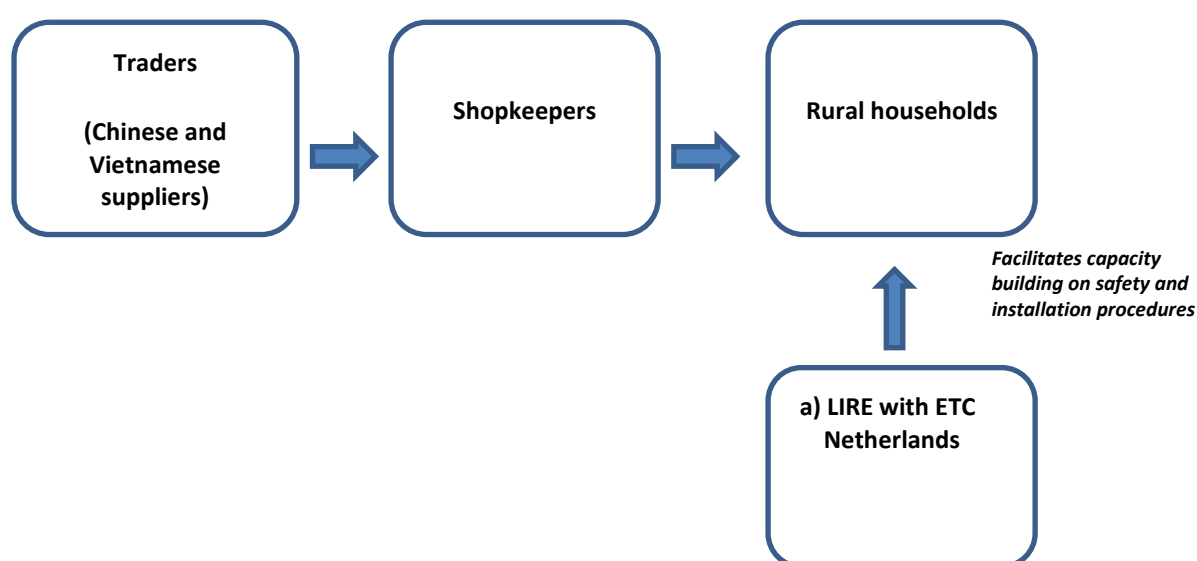 Traders
(Chinese and
Vietnamese
suppliers)
Shopkeepers
Rural households
Facilitates capacity
building on safety and
installation procedures
a) LIRE with ETC
Netherlands